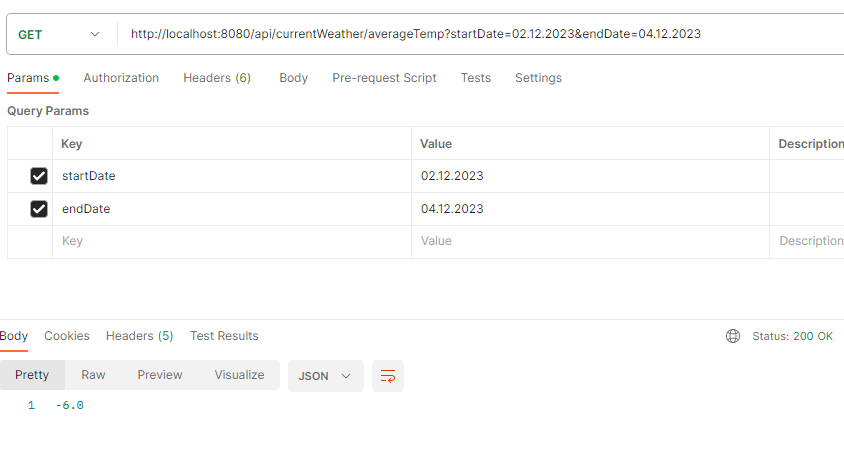 GET http://localhost:8080/api/currentWeather/averageTemp?startDate=02.12.2023&endDate=04.12.2023
Params Authorization Headers (6) Body Pre-request Script Tests Settings
Query Params
Key Value Description
startDate 02.12.2023
endDate 04.12.2023
Key Value Description
Body Cookies Headers (5) Test Results Status: 200 OK
Pretty Raw Preview Visualize JSON
1 -6.0